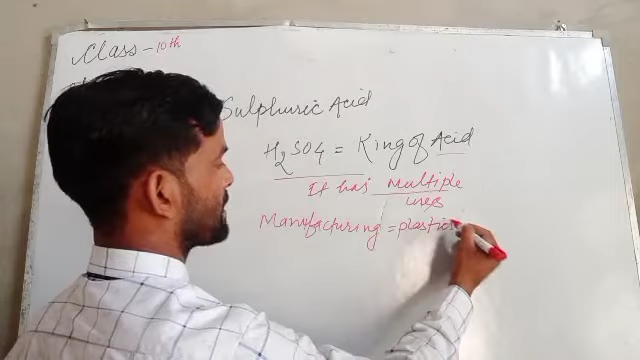 Class - 10th
Sulphuric Acid
H2SO4 = King of Acid
It has Multiple
uses
Manufacturing = plastic